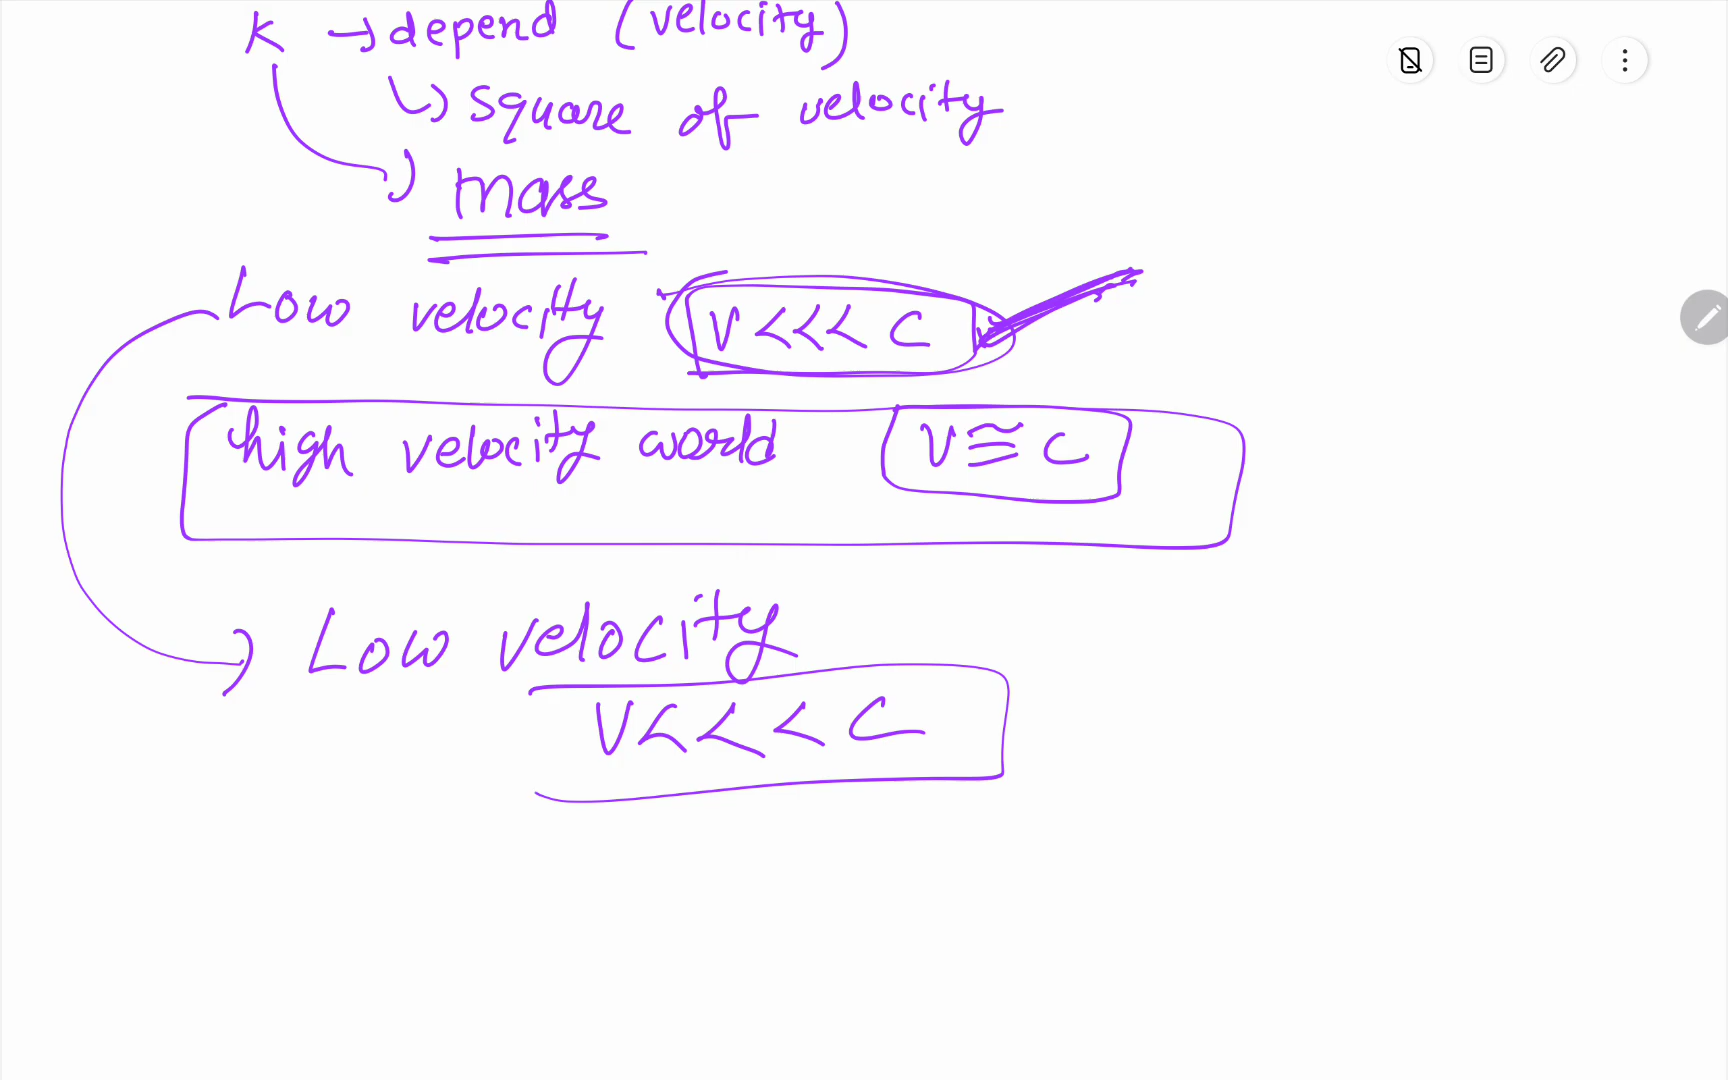 K → depend (velocity)
↳ square of velocity
mass
Low velocity V <<< C
high velocity world V ≅ C
Low velocity
V <<< C